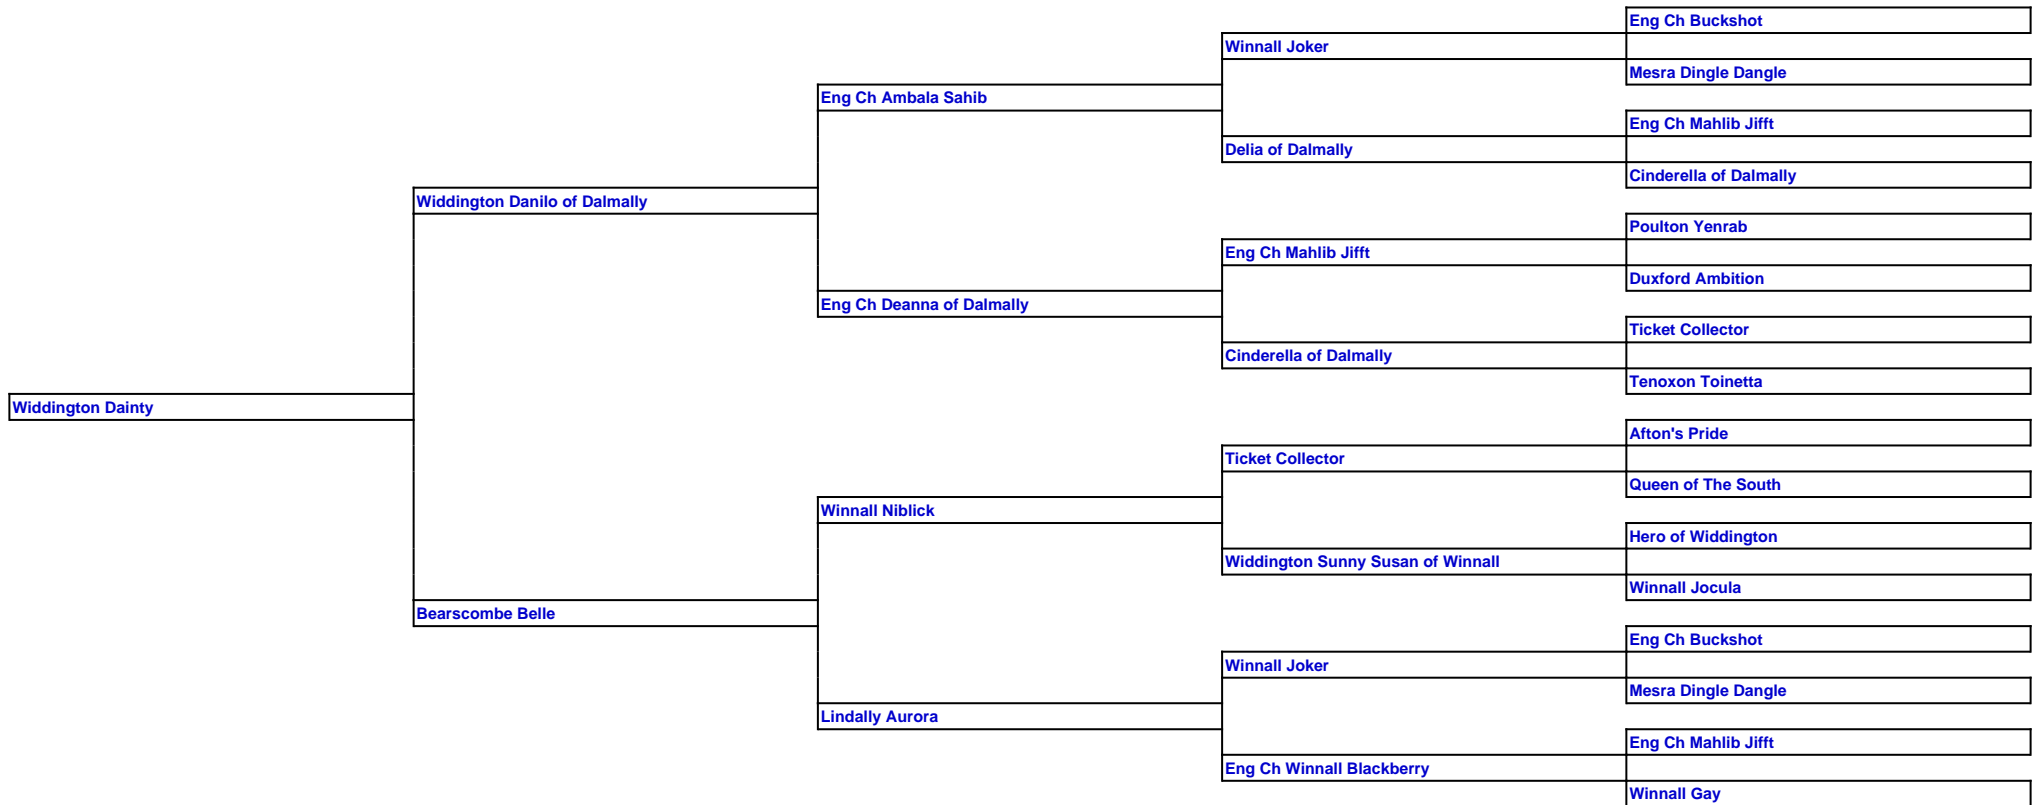 Eng Ch Buckshot
Winnall Joker
Mesra Dingle Dangle
Eng Ch Ambala Sahib
Eng Ch Mahlib Jifft
Delia of Dalmally
Cinderella of Dalmally
Widdington Danilo of Dalmally
Poulton Yenrab
Eng Ch Mahlib Jifft
Duxford Ambition
Eng Ch Deanna of Dalmally
Ticket Collector
Cinderella of Dalmally
Tenoxon Toinetta
Widdington Dainty
Afton's Pride
Ticket Collector
Queen of The South
Winnall Niblick
Hero of Widdington
Widdington Sunny Susan of Winnall
Winnall Jocula
Bearscombe Belle
Eng Ch Buckshot
Winnall Joker
Mesra Dingle Dangle
Lindally Aurora
Eng Ch Mahlib Jifft
Eng Ch Winnall Blackberry
Winnall Gay